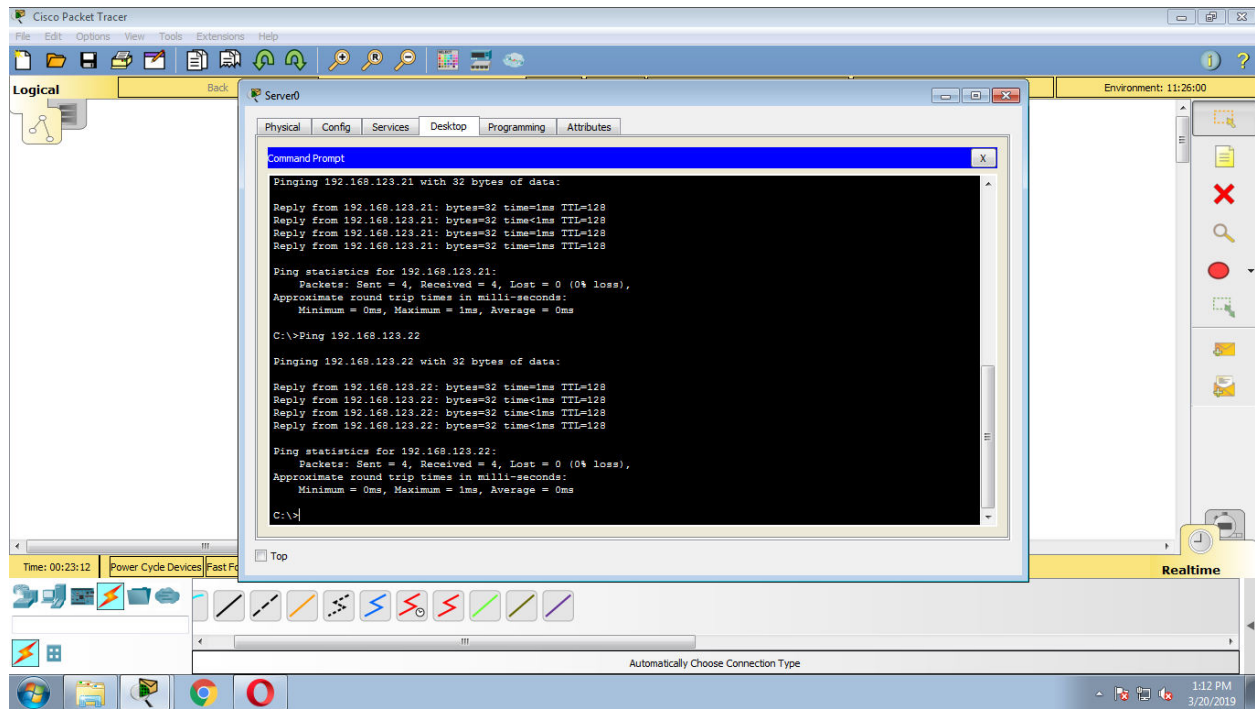 Cisco Packet Tracer
File Edit Options View Tools Extensions Help
Logical
Back
Environment: 11:26:00
Server0
Physical Config Services Desktop Programming Attributes
Command Prompt
X
Pinging 192.168.123.21 with 32 bytes of data:
Reply from 192.168.123.21: bytes=32 time=1ms TTL=128
Reply from 192.168.123.21: bytes=32 time<1ms TTL=128
Reply from 192.168.123.21: bytes=32 time=1ms TTL=128
Reply from 192.168.123.21: bytes=32 time=1ms TTL=128
Ping statistics for 192.168.123.21:
Packets: Sent = 4, Received = 4, Lost = 0 (0% loss),
Approximate round trip times in milli-seconds:
Minimum = 0ms, Maximum = 1ms, Average = 0ms
C:\>Ping 192.168.123.22
Pinging 192.168.123.22 with 32 bytes of data:
Reply from 192.168.123.22: bytes=32 time=1ms TTL=128
Reply from 192.168.123.22: bytes=32 time<1ms TTL=128
Reply from 192.168.123.22: bytes=32 time<1ms TTL=128
Reply from 192.168.123.22: bytes=32 time<1ms TTL=128
Ping statistics for 192.168.123.22:
Packets: Sent = 4, Received = 4, Lost = 0 (0% loss),
Approximate round trip times in milli-seconds:
Minimum = 0ms, Maximum = 1ms, Average = 0ms
C:\>
Top
Time: 00:23:12 Power Cycle Devices Fast Fo
Realtime
Automatically Choose Connection Type
1:12 PM
3/20/2019